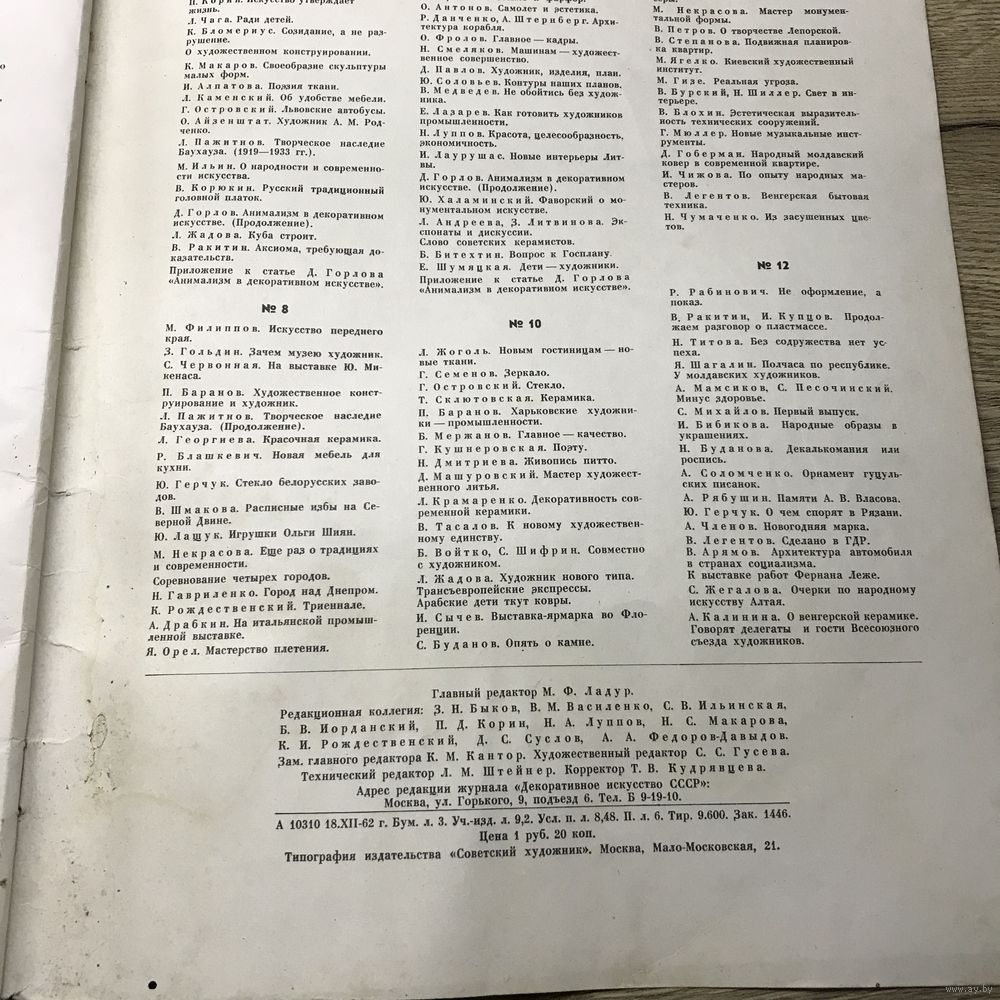 П. Корин. Искусство утверждает
жизнь.
Л. Чага. Ради детей.
К. Бломериус. Созидание, а не раз-
рушение.
О художественном конструировании.
К. Макаров. Своеобразие скульптуры
малых форм.
И. Алпатова. Поэзия ткани.
Л. Каменский. Об удобстве мебели.
Г. Островский. Львовские автобусы.
О. Айзенштат. Художник А. М. Род-
ченко.
Л. Пажитнов. Творческое наследие
Баухауза. (1919—1933 гг.).
М. Ильин. О народности и современно-
сти искусства.
В. Корюкин. Русский традиционный
головной платок.
Д. Горлов. Анимализм в декоративном
искусстве. (Продолжение).
Л. Жадова. Куба строит.
В. Ракитин. Аксиома, требующая до-
казательства.
Приложение к статье Д. Горлова
«Анимализм в декоративном искусстве».
№ 8
М. Филиппов. Искусство переднего
края.
З. Гольдин. Зачем музею художник.
С. Червонная. На выставке Ю. Ми-
кенаса.
П. Баранов. Художественное конст-
руирование и художник.
Л. Пажитнов. Творческое наследие
Баухауза. (Продолжение).
Л. Георгиева. Красочная керамика.
Р. Блашкевич. Новая мебель для
кухни.
Ю. Герчук. Стекло белорусских заво-
дов.
В. Шмакова. Расписные избы на Се-
верной Двине.
Ю. Лащук. Игрушки Ольги Шиян.
М. Некрасова. Еще раз о традициях
и современности.
Соревнование четырех городов.
Н. Гавриленко. Город над Днепром.
К. Рождественский. Триеннале.
А. Драбкин. На итальянской промыш-
ленной выставке.
Я. Орел. Мастерство плетения.
О. Антонов. Самолет и эстетика.
Р. Данченко, А. Штернберг. Архи-
тектура корабля.
О. Фролов. Главное — кадры.
Н. Смеляков. Машинам — художест-
венное совершенство.
Д. Павлов. Художник, изделия, план.
Ю. Соловьев. Контуры наших планов.
В. Медведев. Не обойтись без худож-
ника.
Е. Лазарев. Как готовить художников
промышленности.
Н. Луппов. Красота, целесообразность,
экономичность.
И. Лаурушас. Новые интерьеры Лит-
вы.
Д. Горлов. Анимализм в декоративном
искусстве. (Продолжение).
Ю. Халаминский. Фаворский о мо-
нументальном искусстве.
Л. Андреева, З. Литвинова. Эк-
спонаты и дискуссии.
Слово советских керамистов.
Б. Битехтин. Вопрос к Госплану.
Е. Шумяцкая. Дети — художники.
Приложение к статье Д. Горлова
«Анимализм в декоративном искусстве».
№ 10
Л. Жоголь. Новым гостиницам — но-
вые ткани.
Г. Семенов. Зеркало.
Г. Островский. Стекло.
Т. Склютовская. Керамика.
П. Баранов. Харьковские художни-
ки — промышленности.
Б. Мержанов. Главное — качество.
Г. Кушнеровская. Поэту.
Н. Дмитриева. Живопись питто.
Д. Машуровский. Мастер художест-
венного литья.
Л. Крамаренко. Декоративность сов-
ременной керамики.
В. Тасалов. К новому художествен-
ному единству.
Б. Войтко, С. Шифрин. Совместно
с художником.
Л. Жадова. Художник нового типа.
Трансъевропейские экспрессы.
Арабские дети ткут ковры.
И. Сычев. Выставка-ярмарка во Фло-
ренции.
С. Буданов. Опять о камне.
М. Некрасова. Мастер монумен-
тальной формы.
В. Петров. О творчестве Лепорской.
В. Степанова. Подвижная планиров-
ка квартир.
М. Ягелко. Киевский художественный
институт.
М. Гизе. Реальная угроза.
В. Бурский, Н. Шиллер. Свет в ин-
терьере.
В. Блохин. Эстетическая выразитель-
ность технических сооружений.
Г. Мюллер. Новые музыкальные инст-
рументы.
Д. Гоберман. Народный молдавский
ковер в современной квартире.
И. Чижова. По опыту народных ма-
стеров.
В. Легентов. Венгерская бытовая
техника.
Н. Чумаченко. Из засушенных цве-
тов.
№ 12
Р. Рабинович. Не оформление, а
показ.
В. Ракитин, И. Купцов. Продол-
жаем разговор о пластмассе.
Н. Титова. Без содружества нет ус-
пеха.
Я. Шагалин. Полчаса по республике.
У молдавских художников.
А. Мамсиков, С. Песочинский.
Минус здоровье.
С. Михайлов. Первый выпуск.
И. Бибикова. Народные образы в
украшениях.
Н. Буданова. Декалькомания или
роспись.
А. Соломченко. Орнамент гуцуль-
ских писанок.
А. Рябушин. Памяти А. В. Власова.
Ю. Герчук. О чем спорят в Рязани.
А. Членов. Новогодняя марка.
В. Легентов. Сделано в ГДР.
В. Арямов. Архитектура автомобиля
в странах социализма.
К выставке работ Фернана Леже.
С. Жегалова. Очерки по народному
искусству Алтая.
А. Калинина. О венгерской керамике.
Говорят делегаты и гости Всесоюзного
съезда художников.
Главный редактор М. Ф. Ладур.
Редакционная коллегия: З. Н. Быков, В. М. Василенко, С. В. Ильинская,
Б. В. Иорданский, П. Д. Корин, Н. А. Луппов, Н. С. Макарова,
К. И. Рождественский, Д. С. Суслов, А. А. Федоров-Давыдов.
Зам. главного редактора К. М. Кантор. Художественный редактор С. С. Гусева.
Технический редактор Л. М. Штейнер. Корректор Т. В. Кудрявцева.
Адрес редакции журнала «Декоративное искусство СССР»:
Москва, ул. Горького, 9, подъезд 6. Тел. Б 9-19-10.
А 10310 18.XII-62 г. Бум. л. 3. Уч.-изд. л. 9,2. Усл. п. л. 8,48. П. л. 6. Тир. 9.600. Зак. 1446.
Цена 1 руб. 20 коп.
Типография издательства «Советский художник». Москва, Мало-Московская, 21.
www.ay.by